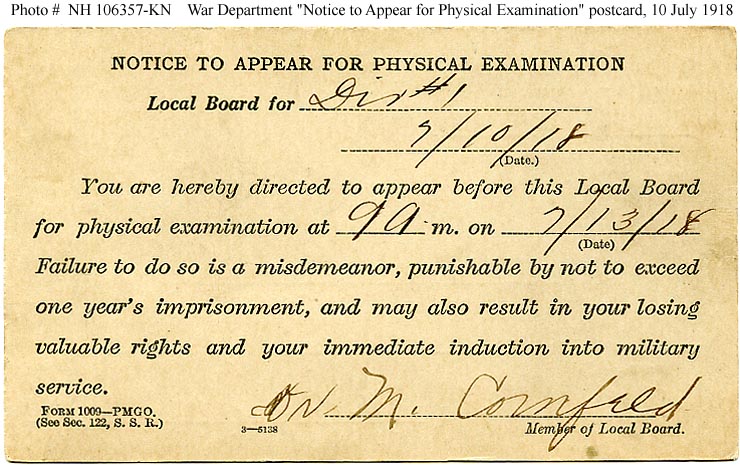 Photo # NH 106357-KN War Department "Notice to Appear for Physical Examination" postcard, 10 July 1918
NOTICE TO APPEAR FOR PHYSICAL EXAMINATION
Local Board for Div #1
7/10/18
(Date.)
You are hereby directed to appear before this Local Board
for physical examination at 9 a. m. on 7/13/18
(Date)
Failure to do so is a misdemeanor, punishable by not to exceed
one year's imprisonment, and may also result in your losing
valuable rights and your immediate induction into military
service.
FORM 1009—PMGO.
(See Sec. 122, S. S. R.)
M. Cornfeld
3—5138
Member of Local Board.